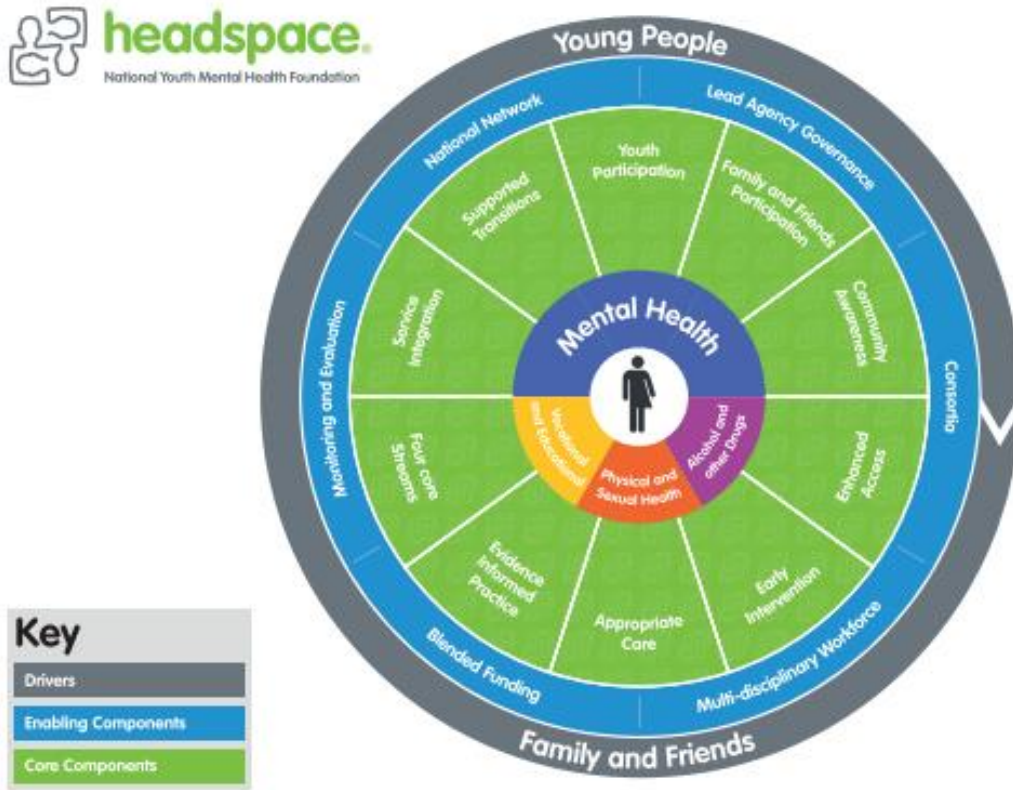 headspace.
National Youth Mental Health Foundation
Young People
Lead Agency Governance
Consortia
Multi-disciplinary Workforce
Blended Funding
Monitoring and Evaluation
National Network
Youth
Participation
Family and Friends
Participation
Community
Awareness
Enhanced
Access
Early
Intervention
Appropriate
Care
Evidence
Informed
Practice
Four core
Streams
Service
Integration
Supported
Transitions
Mental Health
Alcohol and
other Drugs
Physical and
Sexual Health
Vocational
and Educational
Family and Friends
Key
Drivers
Enabling Components
Core Components